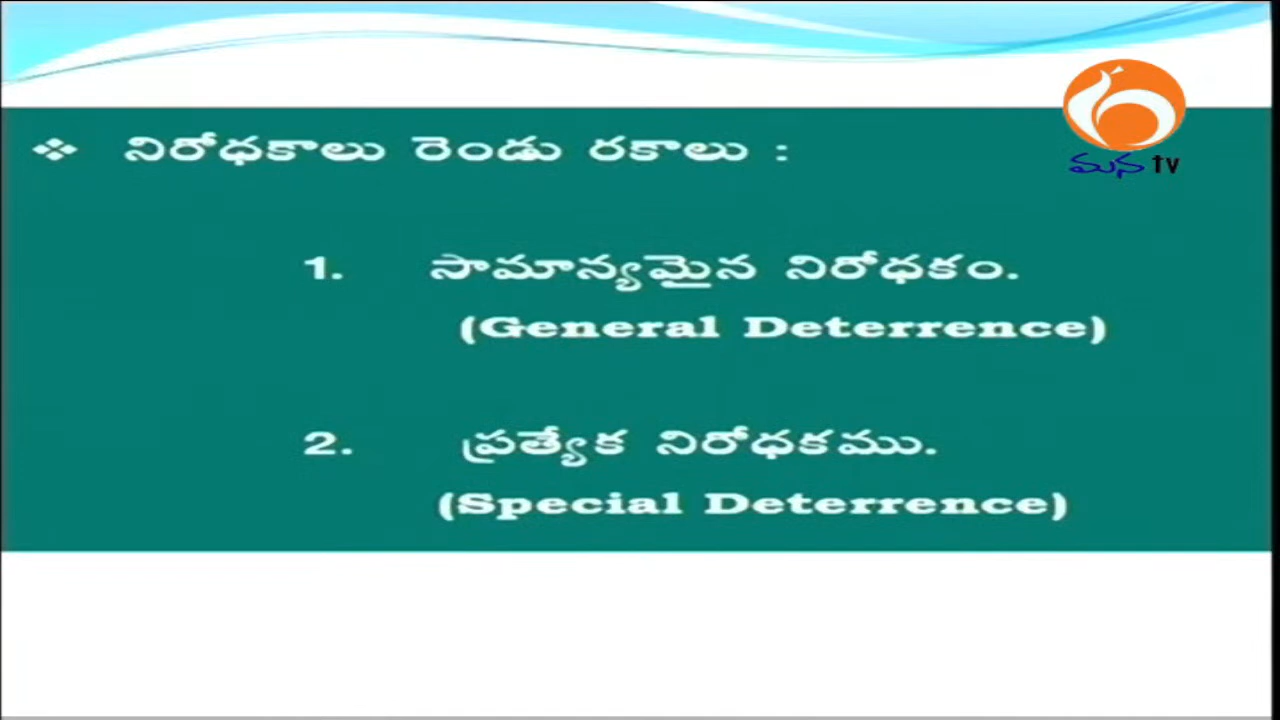 ❖ నిరోధకాలు రెండు రకాలు :
మన tv
1. సామాన్యమైన నిరోధకం.
(General Deterrence)
2. ప్రత్యేక నిరోధకము.
(Special Deterrence)